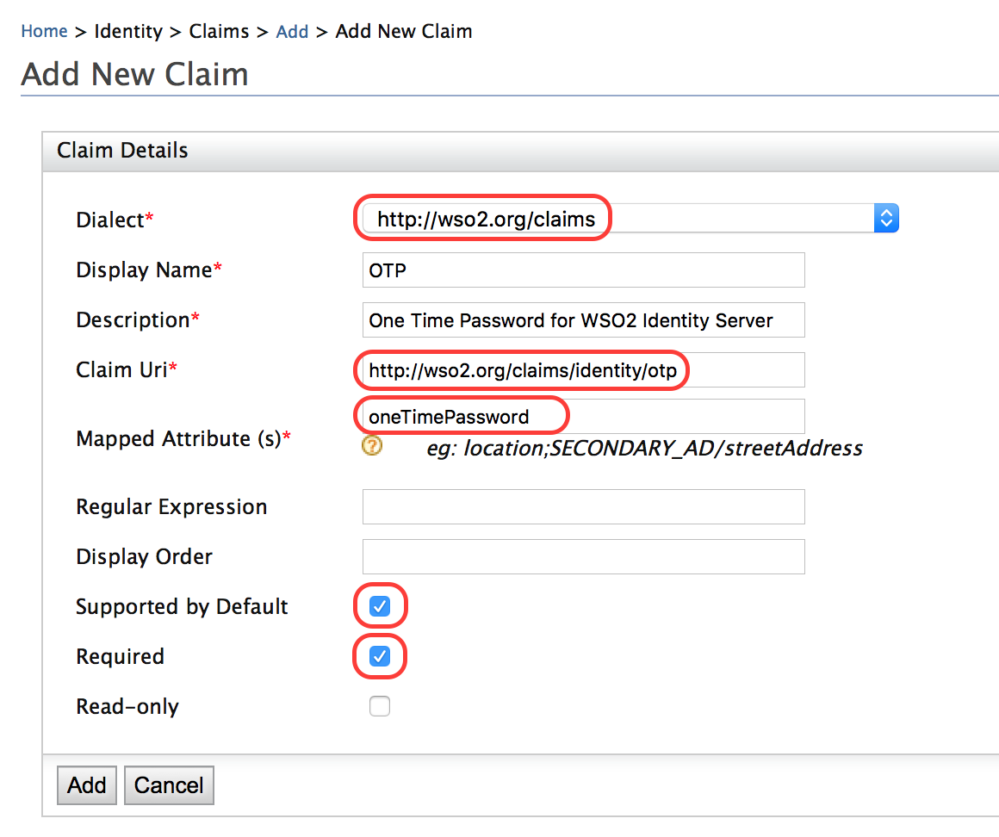 Home > Identity > Claims > Add > Add New Claim
Add New Claim
Claim Details
Dialect* http://wso2.org/claims
Display Name* OTP
Description* One Time Password for WSO2 Identity Server
Claim Uri* http://wso2.org/claims/identity/otp
oneTimePassword
Mapped Attribute (s)*
? eg: location;SECONDARY_AD/streetAddress
Regular Expression
Display Order
Supported by Default
Required
Read-only
Add Cancel